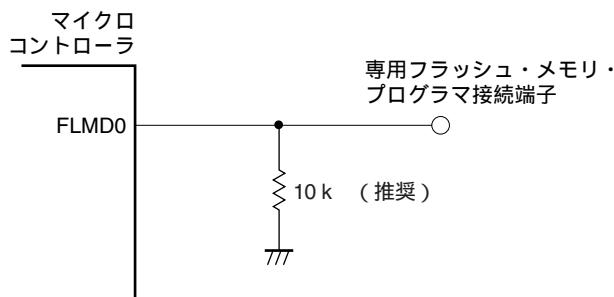 マイクロ
コントローラ
専用フラッシュ・メモリ・
プログラマ接続端子
FLMD0
10 k （推奨）